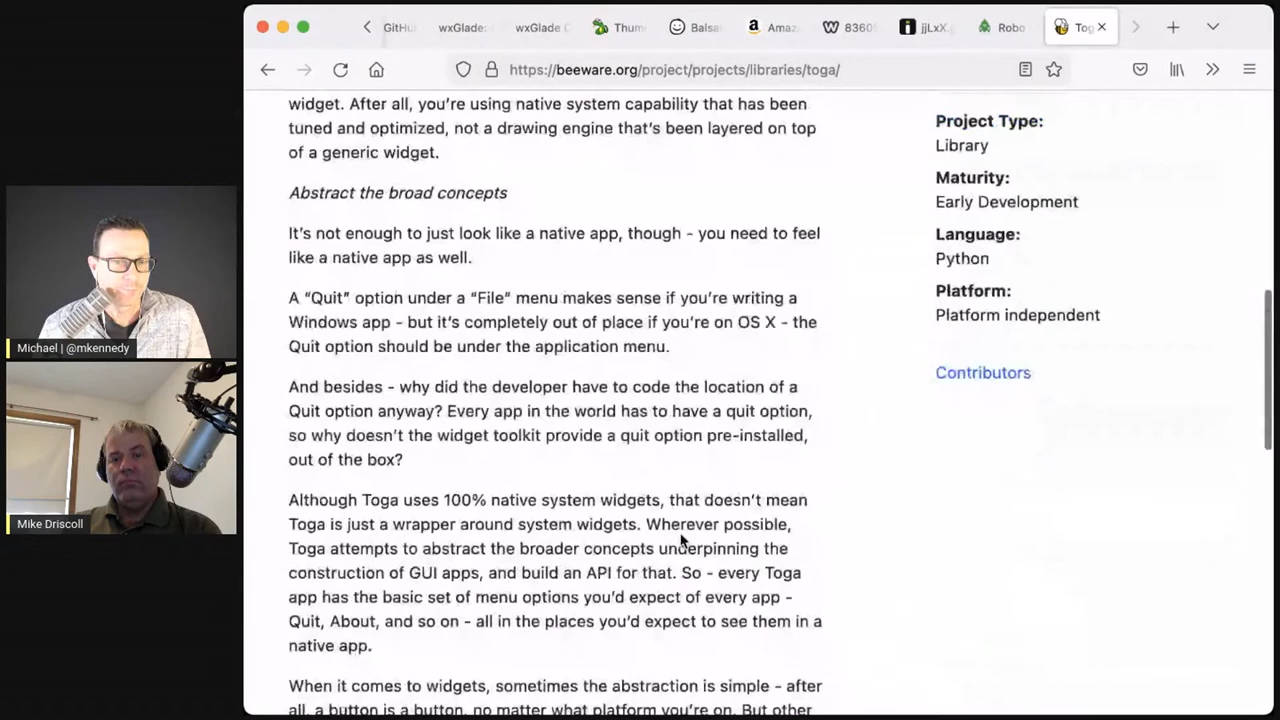 GitHu
wxGlade:
wxGlade C
Thum
Balsa
Amaz
8360
jjLxX.
Robo
Tog
https://beeware.org/project/projects/libraries/toga/
widget. After all, you're using native system capability that has been
tuned and optimized, not a drawing engine that's been layered on top
of a generic widget.
Abstract the broad concepts
It's not enough to just look like a native app, though - you need to feel
like a native app as well.
A “Quit” option under a “File” menu makes sense if you're writing a
Windows app - but it's completely out of place if you're on OS X - the
Quit option should be under the application menu.
And besides - why did the developer have to code the location of a
Quit option anyway? Every app in the world has to have a quit option,
so why doesn't the widget toolkit provide a quit option pre-installed,
out of the box?
Although Toga uses 100% native system widgets, that doesn't mean
Toga is just a wrapper around system widgets. Wherever possible,
Toga attempts to abstract the broader concepts underpinning the
construction of GUI apps, and build an API for that. So - every Toga
app has the basic set of menu options you'd expect of every app -
Quit, About, and so on - all in the places you'd expect to see them in a
native app.
When it comes to widgets, sometimes the abstraction is simple - after
all, a button is a button, no matter what platform you're on. But other
Project Type:
Library
Maturity:
Early Development
Language:
Python
Platform:
Platform independent
Contributors
Michael | @mkennedy
Mike Driscoll